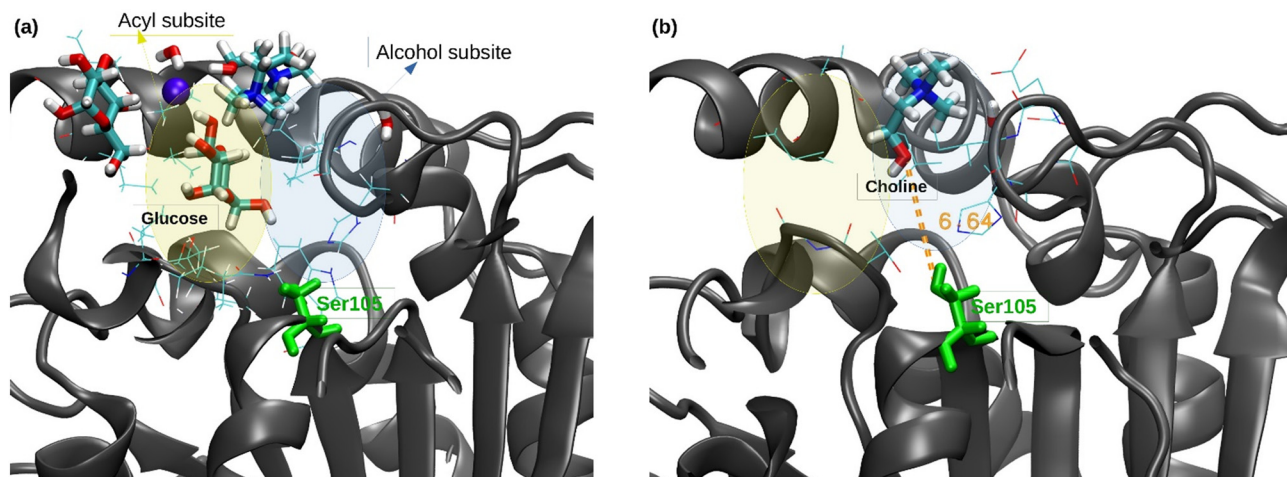 (a)
Acyl subsite
Alcohol subsite
Glucose
Ser105
(b)
Choline
6.64
Ser105